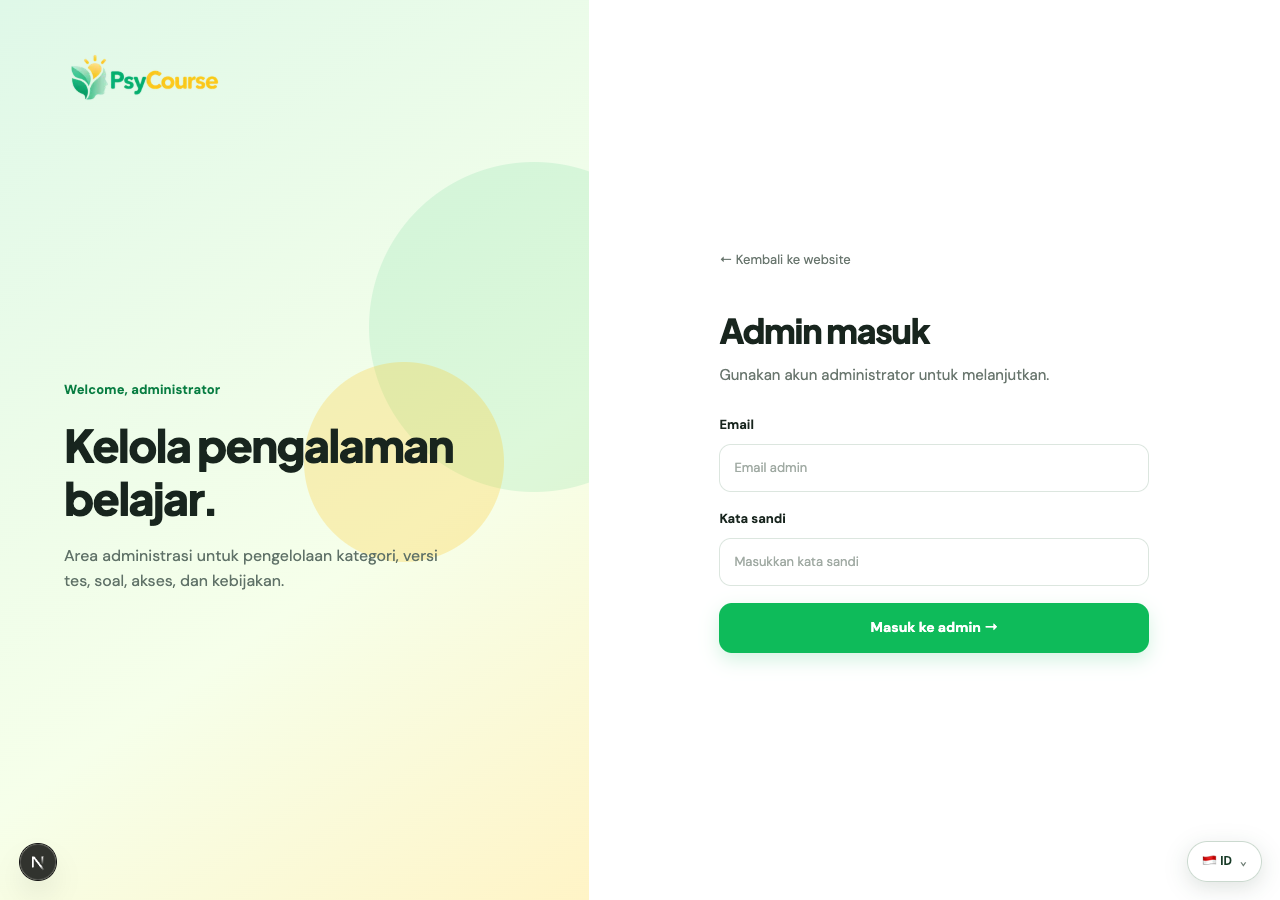 PsyCourse
Welcome, administrator
Kelola pengalaman
belajar.
Area administrasi untuk pengelolaan kategori, versi
tes, soal, akses, dan kebijakan.
← Kembali ke website
Admin masuk
Gunakan akun administrator untuk melanjutkan.
Email
Email admin
Kata sandi
Masukkan kata sandi
Masuk ke admin →
N
🇮🇩 ID